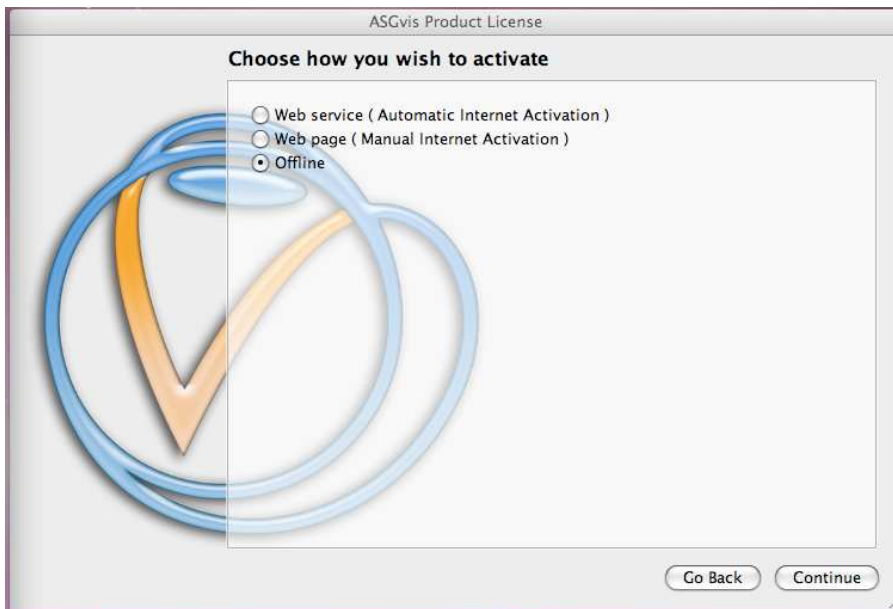 ASGvis Product License
Choose how you wish to activate
Web service ( Automatic Internet Activation )
Web page ( Manual Internet Activation )
Offline
Go Back
Continue